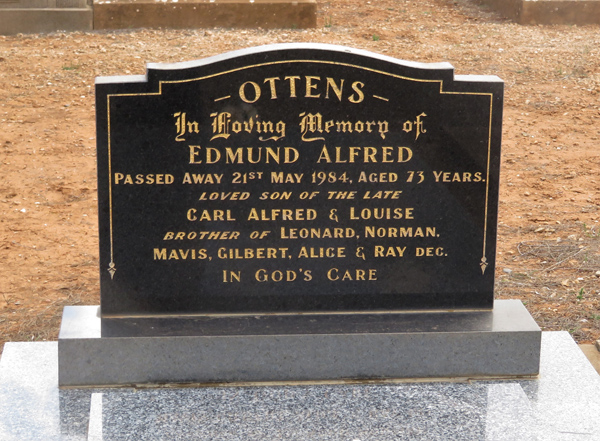 - OTTENS -
In Loving Memory of
EDMUND ALFRED
PASSED AWAY 21ST MAY 1984, AGED 73 YEARS.
LOVED SON OF THE LATE
CARL ALFRED & LOUISE
BROTHER OF LEONARD, NORMAN.
MAVIS, GILBERT, ALICE & RAY DEC.
IN GOD'S CARE